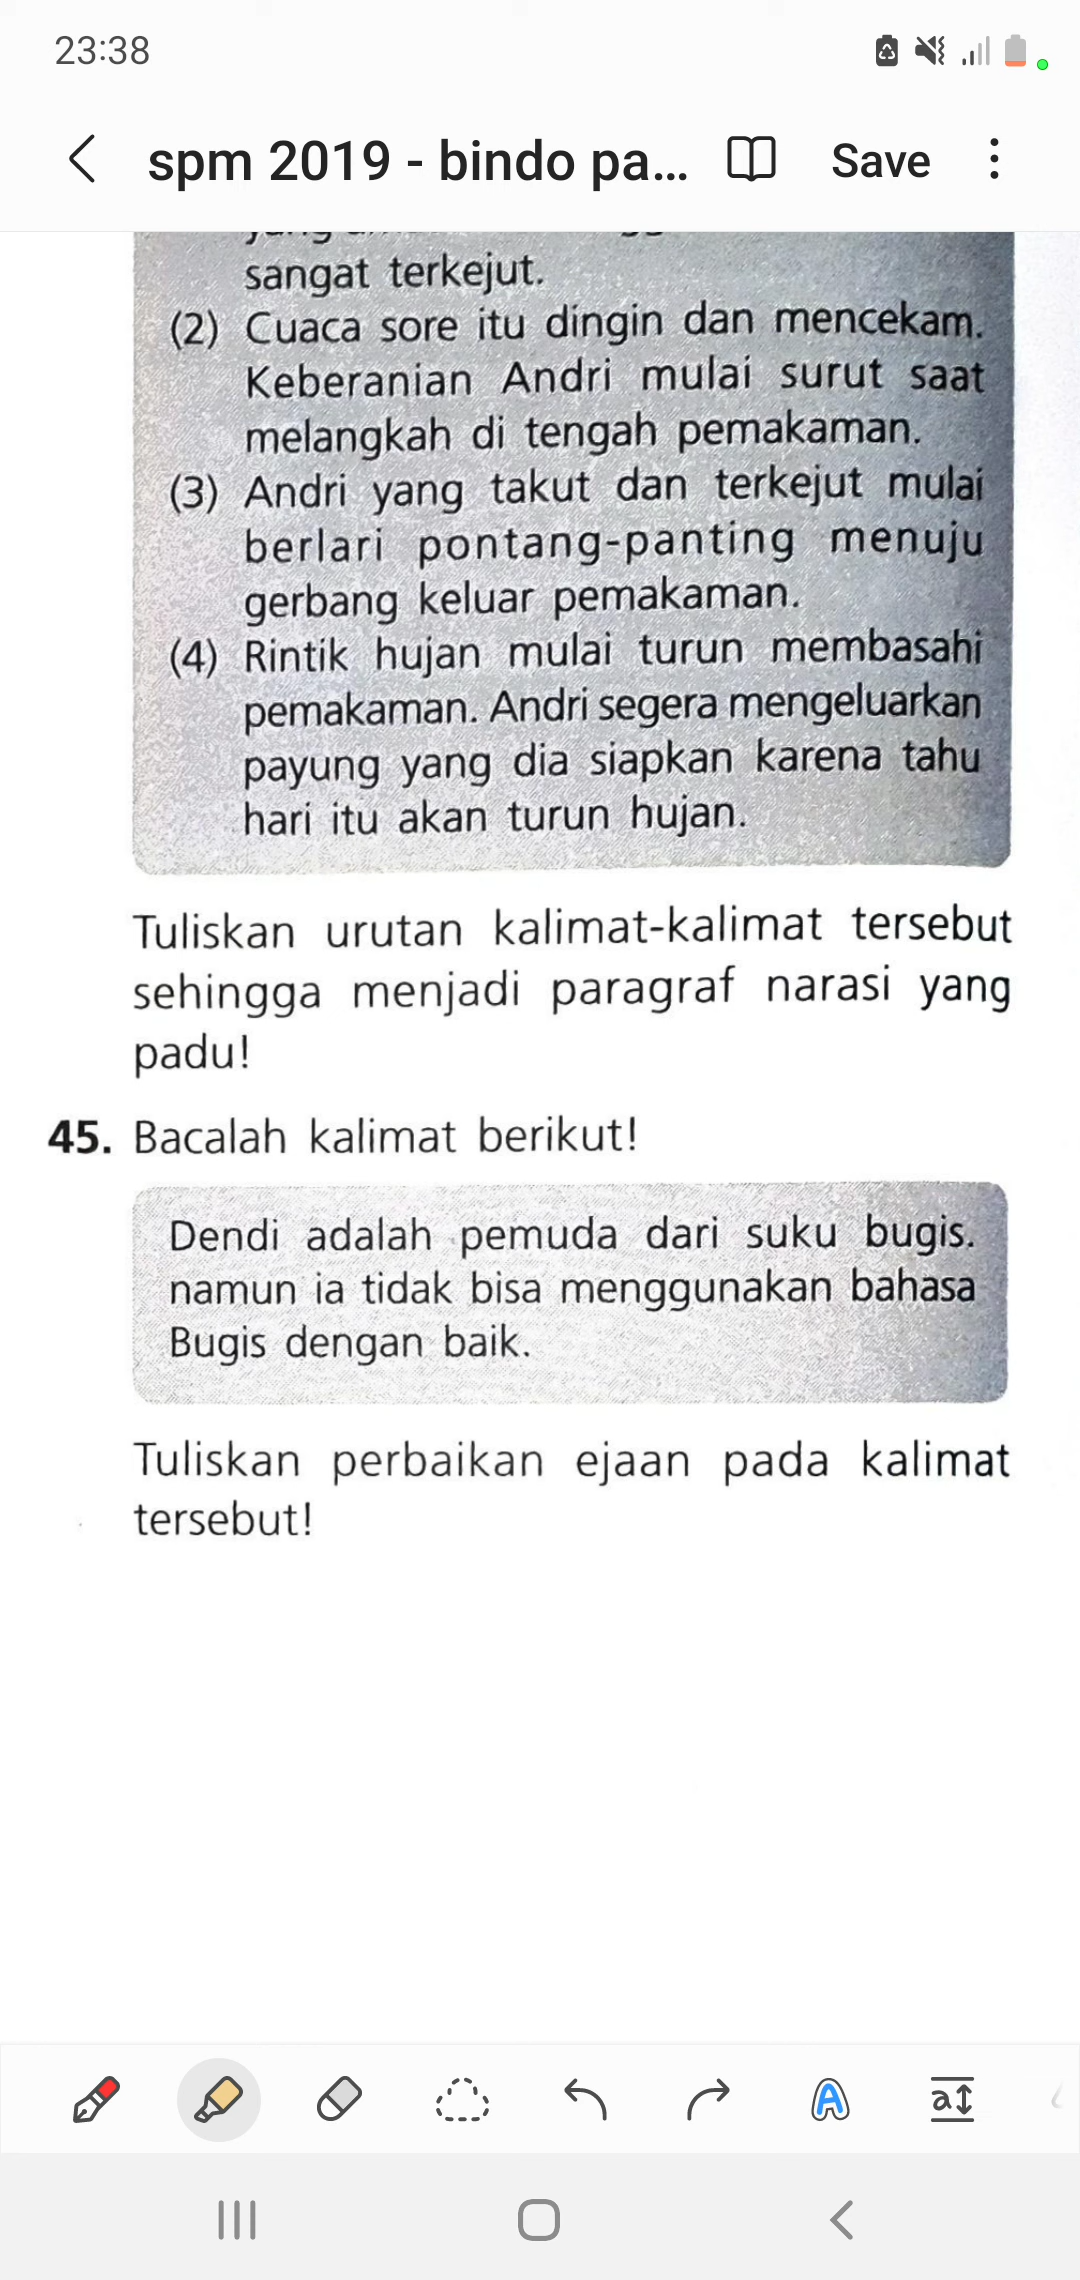 23:38
spm 2019 - bindo pa...
Save
sangat terkejut.
(2) Cuaca sore itu dingin dan mencekam.
Keberanian Andri mulai surut saat
melangkah di tengah pemakaman.
(3) Andri yang takut dan terkejut mulai
berlari pontang-panting menuju
gerbang keluar pemakaman.
(4) Rintik hujan mulai turun membasahi
pemakaman. Andri segera mengeluarkan
payung yang dia siapkan karena tahu
hari itu akan turun hujan.
Tuliskan urutan kalimat-kalimat tersebut
sehingga menjadi paragraf narasi yang
padu!
45. Bacalah kalimat berikut!
Dendi adalah pemuda dari suku bugis.
namun ia tidak bisa menggunakan bahasa
Bugis dengan baik.
Tuliskan perbaikan ejaan pada kalimat
tersebut!
A
a